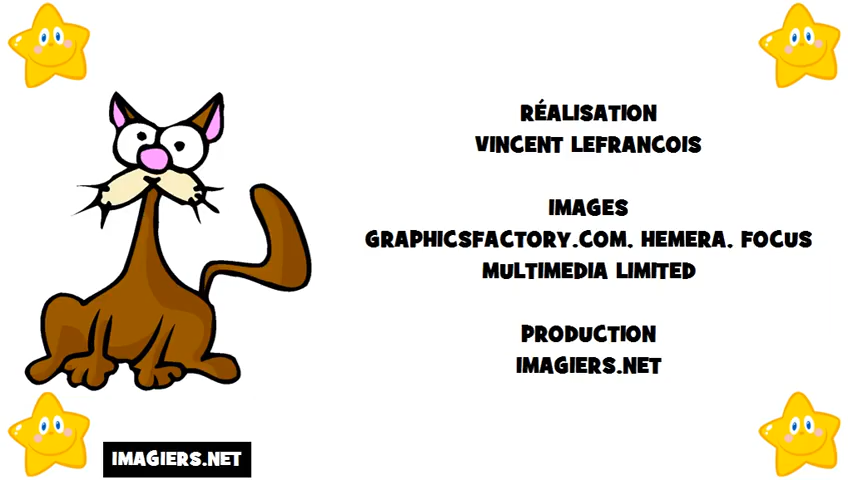 RÉALISATION
VINCENT LEFRANCOIS
IMAGES
GRAPHICSFACTORY.COM, HEMERA, FOCUS
MULTIMEDIA LIMITED
PRODUCTION
IMAGIERS.NET
IMAGIERS.NET